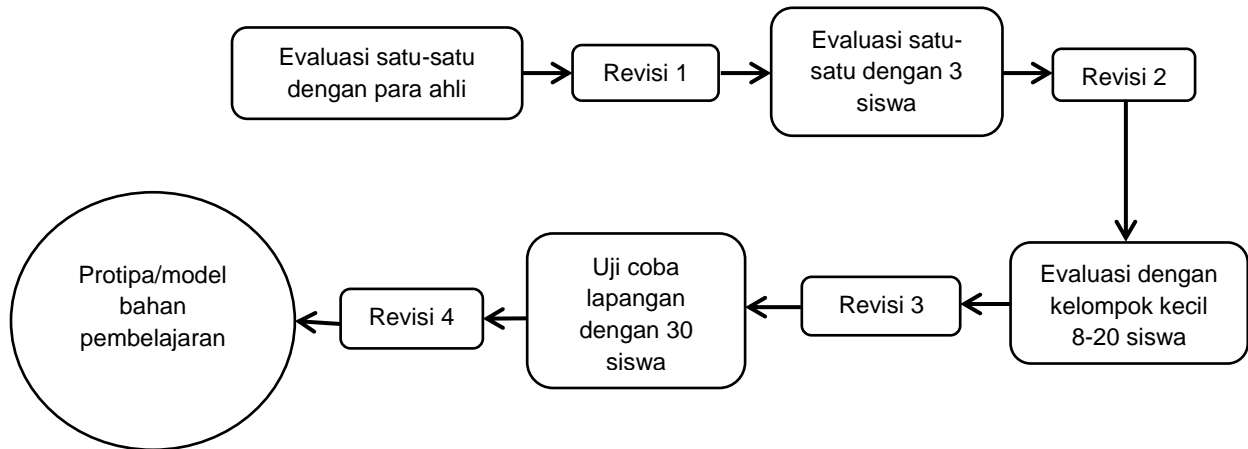 Evaluasi satu-satu
dengan para ahli
Revisi 1
Evaluasi satu-
satu dengan 3
siswa
Revisi 2
Evaluasi dengan
kelompok kecil
8-20 siswa
Revisi 3
Uji coba
lapangan
dengan 30
siswa
Revisi 4
Protipa/model
bahan
pembelajaran